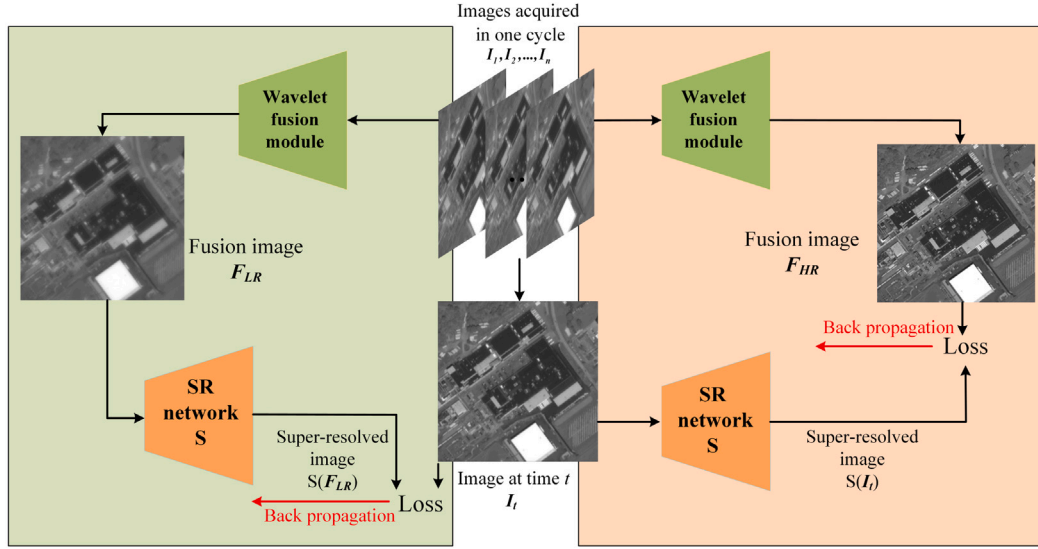 Images acquired
in one cycle
I1,I2,...,In
Wavelet
fusion
module
Wavelet
fusion
module
Fusion image
FLR
Fusion image
FHR
Back propagation
Loss
SR
network
S
Super-resolved
image
S(FLR)
Loss
Back propagation
Image at time t
It
SR
network
S
Super-resolved
image
S(It)